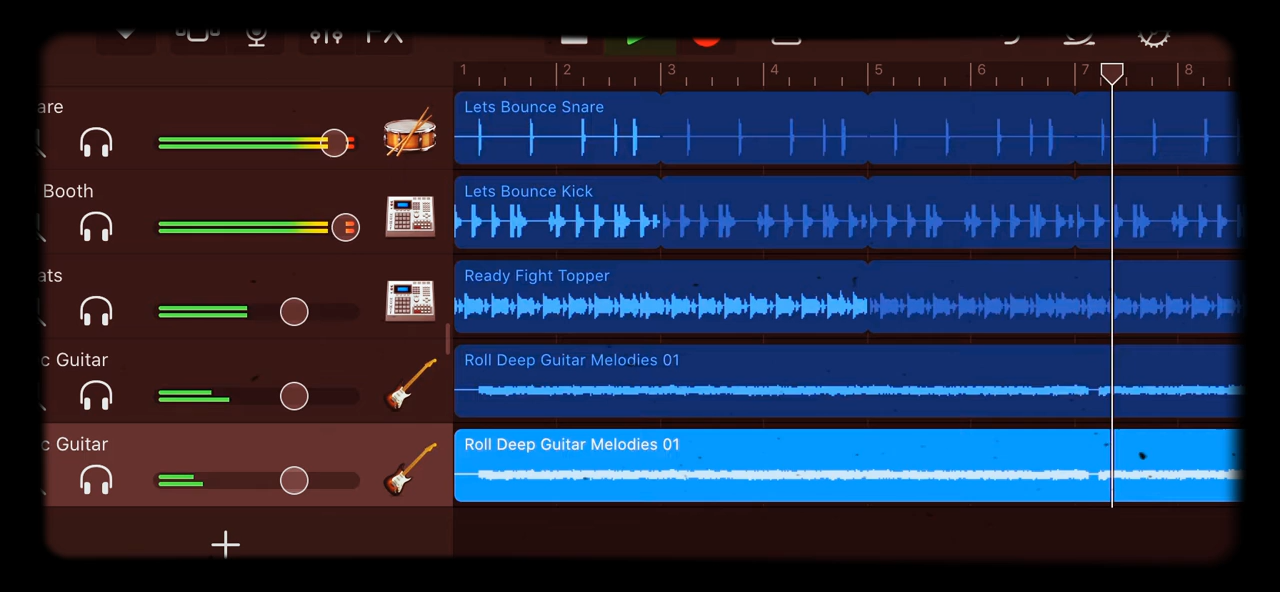 FX
1 2 3 4 5 6 7 8
are
Lets Bounce Snare
Booth
Lets Bounce Kick
ats
Ready Fight Topper
c Guitar
Roll Deep Guitar Melodies 01
c Guitar
Roll Deep Guitar Melodies 01